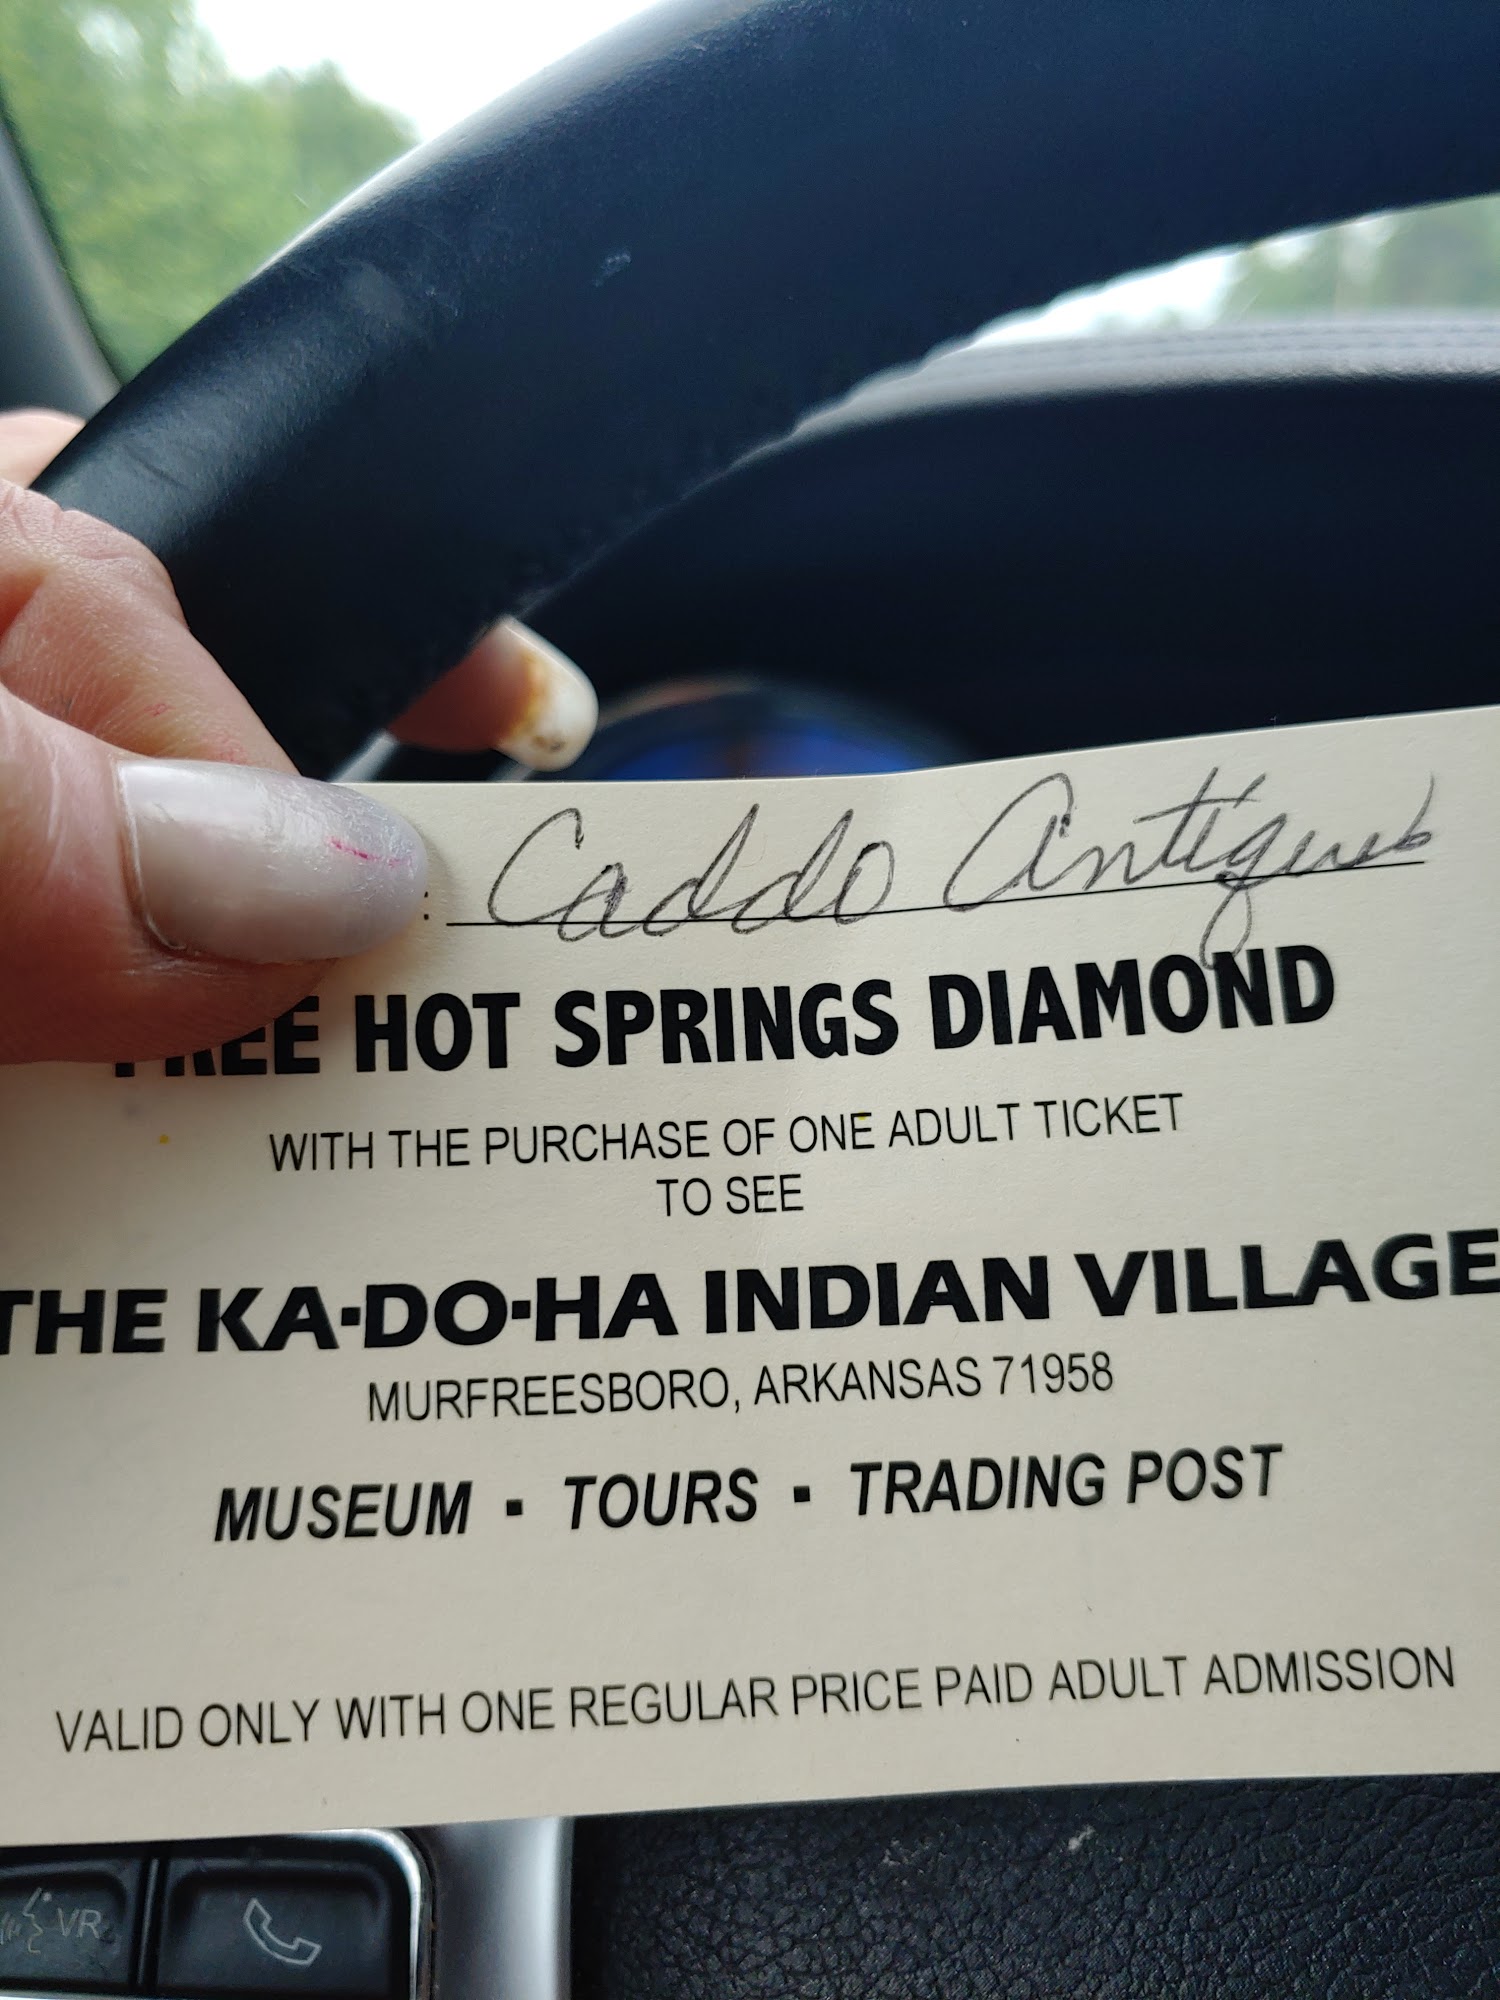 : Caddo Antiques
FREE HOT SPRINGS DIAMOND
WITH THE PURCHASE OF ONE ADULT TICKET
TO SEE
THE KA·DO·HA INDIAN VILLAGE
MURFREESBORO, ARKANSAS 71958
MUSEUM ▪ TOURS ▪ TRADING POST
VALID ONLY WITH ONE REGULAR PRICE PAID ADULT ADMISSION
VR